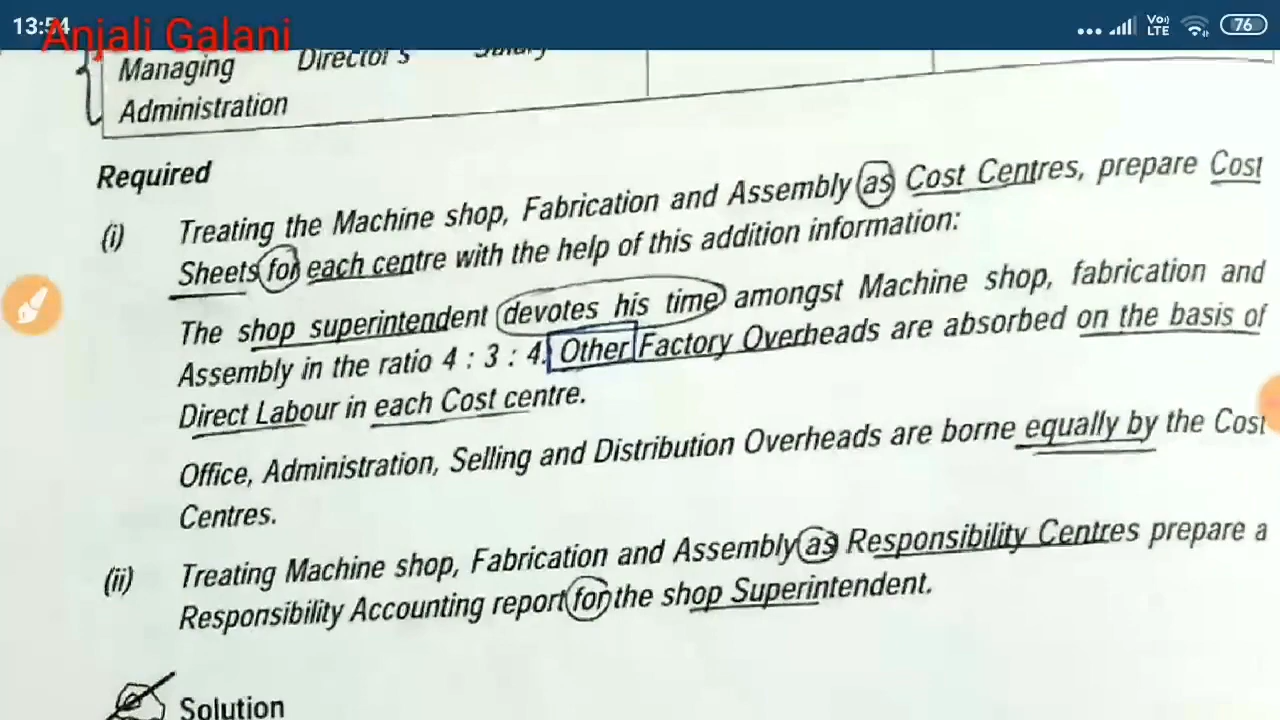 13:54
Anjali Galani
Vo)
LTE
76
Managing Director's Salary
Administration
Required
(i) Treating the Machine shop, Fabrication and Assembly as Cost Centres, prepare Cost
Sheets for each centre with the help of this addition information:
The shop superintendent devotes his time amongst Machine shop, fabrication and
Assembly in the ratio 4 : 3 : 4. Other Factory Overheads are absorbed on the basis of
Direct Labour in each Cost centre.
Office, Administration, Selling and Distribution Overheads are borne equally by the Cost
Centres.
(ii) Treating Machine shop, Fabrication and Assembly as Responsibility Centres prepare a
Responsibility Accounting report for the shop Superintendent.
Solution